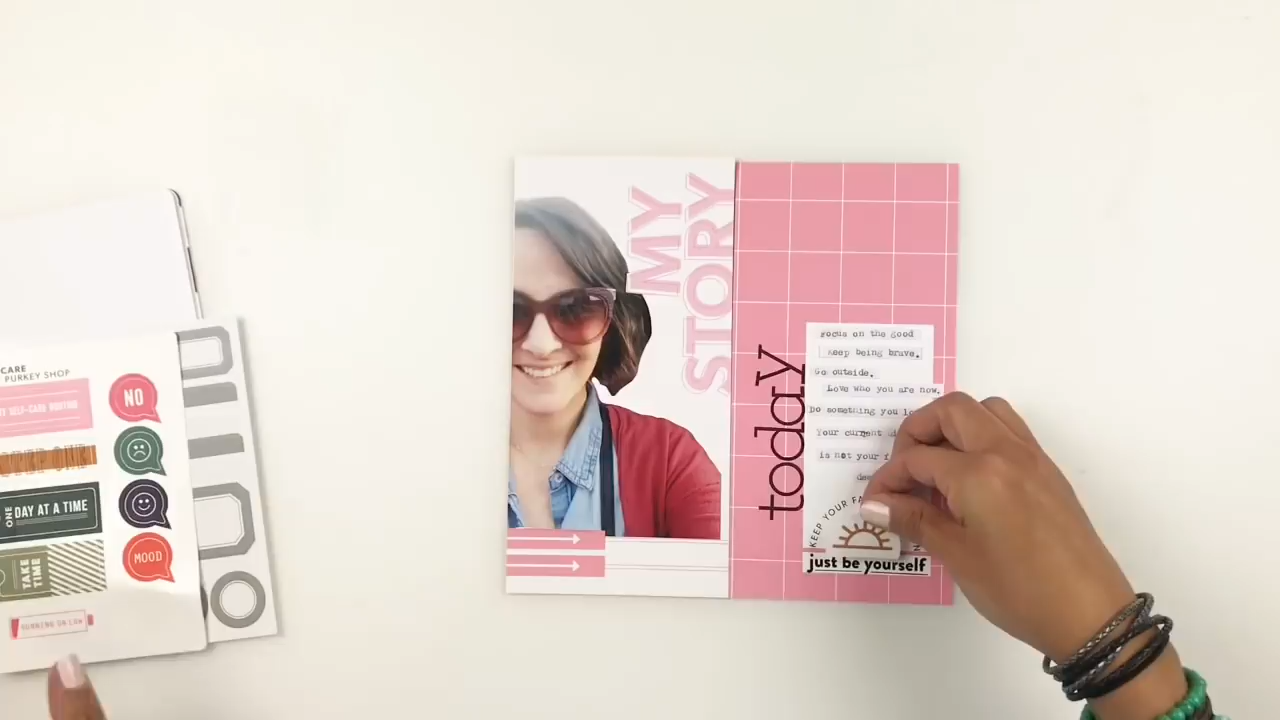 CARE
PURKEY SHOP
SELF-CARE ROUTINE
NO
ONE DAY AT A TIME
MOOD
TAKE TIME
RUNNING ON LOW
MY STORY
today
Focus on the good
Keep being brave.
Go outside.
Love who you are now.
Do something you
Your current
is not your
KEEP YOUR
just be yourself